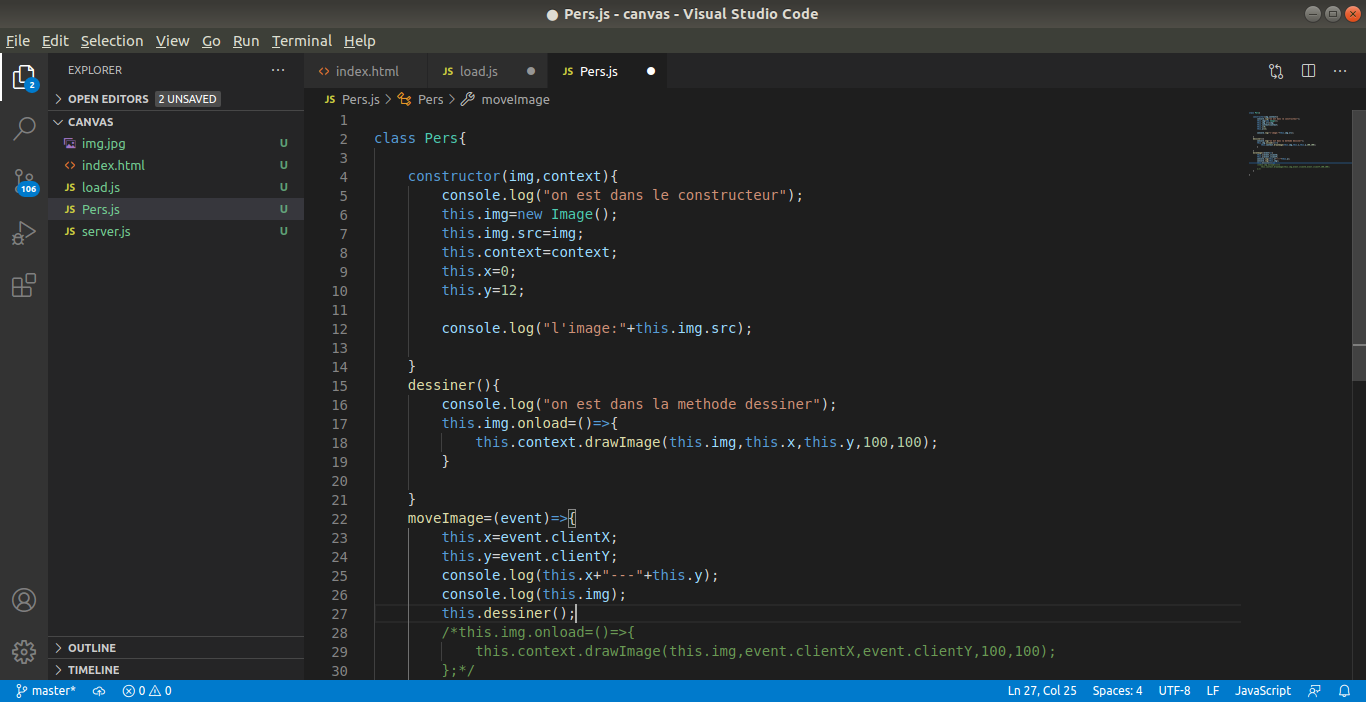 Pers.js - canvas - Visual Studio Code
File Edit Selection View Go Run Terminal Help
EXPLORER
index.html
JS load.js
JS Pers.js
OPEN EDITORS 2 UNSAVED
JS Pers.js > Pers > moveImage
CANVAS
img.jpg U
index.html U
JS load.js U
JS Pers.js U
JS server.js U
2
106
1
2 class Pers{
3
4 constructor(img,context){
5 console.log("on est dans le constructeur");
6 this.img=new Image();
7 this.img.src=img;
8 this.context=context;
9 this.x=0;
10 this.y=12;
11
12 console.log("l'image:"+this.img.src);
13
14 }
15 dessiner(){
16 console.log("on est dans la methode dessiner");
17 this.img.onload=()=>{
18 this.context.drawImage(this.img,this.x,this.y,100,100);
19 }
20
21 }
22 moveImage=(event)=>{
23 this.x=event.clientX;
24 this.y=event.clientY;
25 console.log(this.x+"---"+this.y);
26 console.log(this.img);
27 this.dessiner();
28 /*this.img.onload=()=>{
29 this.context.drawImage(this.img,event.clientX,event.clientY,100,100);
30 };*/
OUTLINE
TIMELINE
master* 0 0 Ln 27, Col 25 Spaces: 4 UTF-8 LF JavaScript